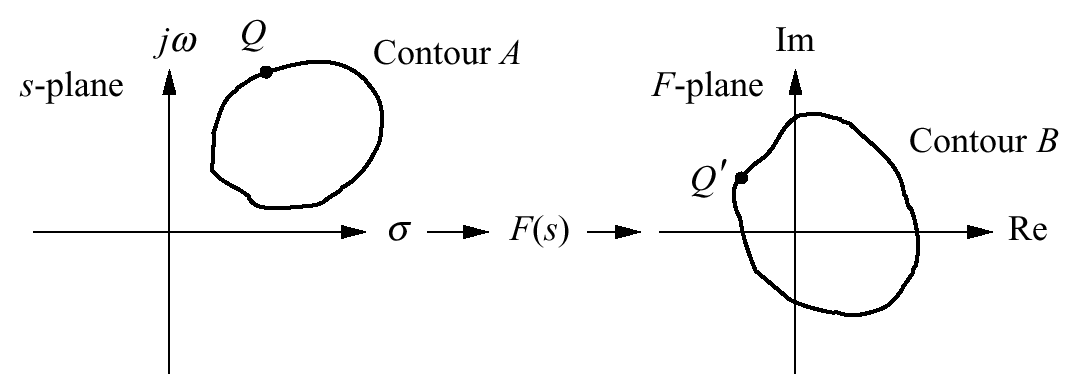 jω
Q
Contour A
s-plane
σ
F(s)
Im
F-plane
Contour B
Q′
Re